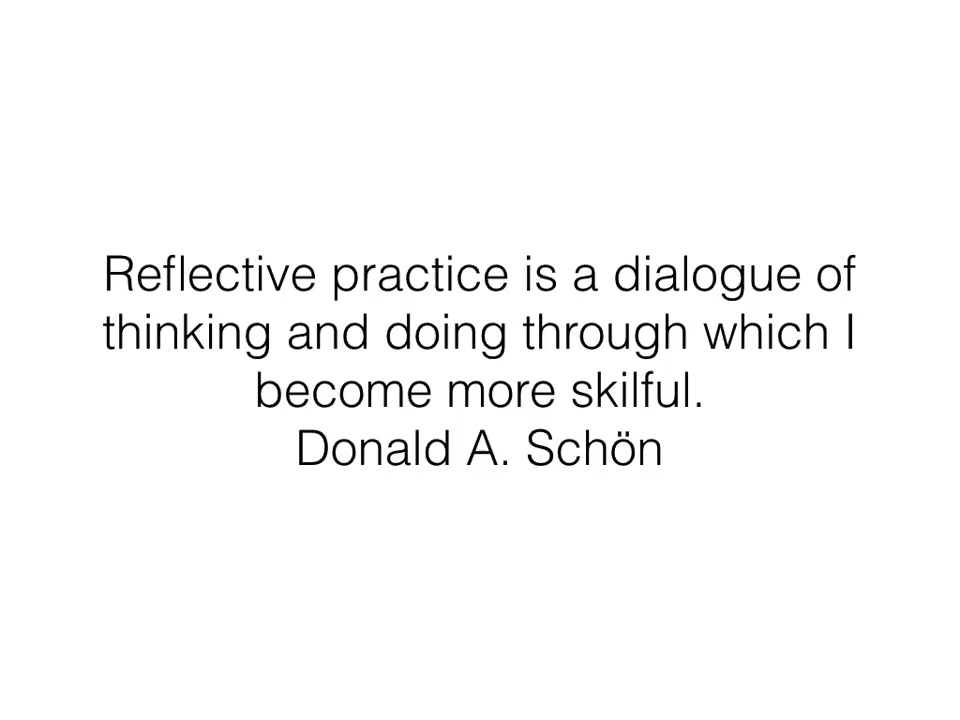 Reflective practice is a dialogue of
thinking and doing through which I
become more skilful.
Donald A. Schön